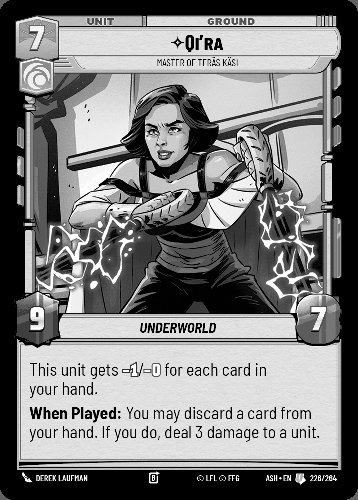 7
UNIT
GROUND
QI'RA
MASTER OF TERÄS KÄSI
9
UNDERWORLD
7
This unit gets -1/-0 for each card in
your hand.
When Played: You may discard a card from
your hand. If you do, deal 3 damage to a unit.
DEREK LAUFMAN
© LFL © FFG
ASH • EN
226/264